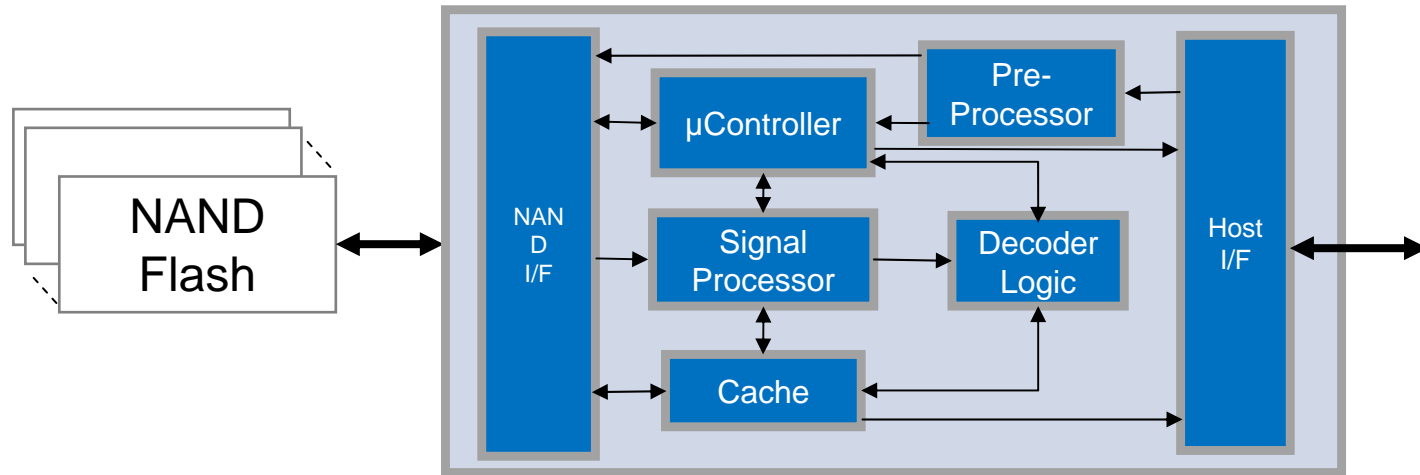 NAND
Flash
NAN
D
I/F
µController
Pre-
Processor
Signal
Processor
Decoder
Logic
Cache
Host
I/F